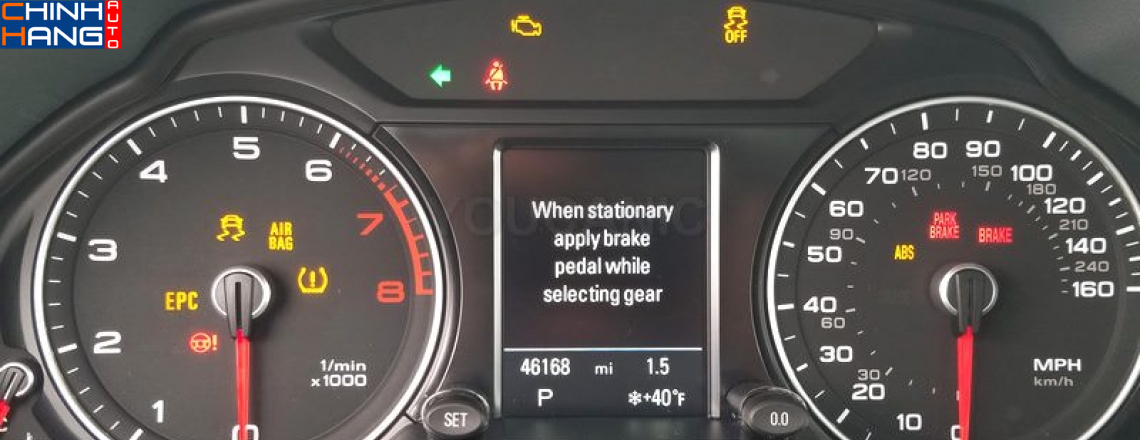 CHINH
HANG
AUTO
OFF
1
2
3
4
5
6
7
8
AIR
BAG
EPC
1/min
x 1000
0
When stationary
apply brake
pedal while
selecting gear
46168 mi 1.5
P +40°F
SET
0.0
10
20
30
40
50
60
70
80
90
100
120
140
160
30
60
90
120
150
180
210
240
PARK
BRAKE
BRAKE
ABS
MPH
km/h
0